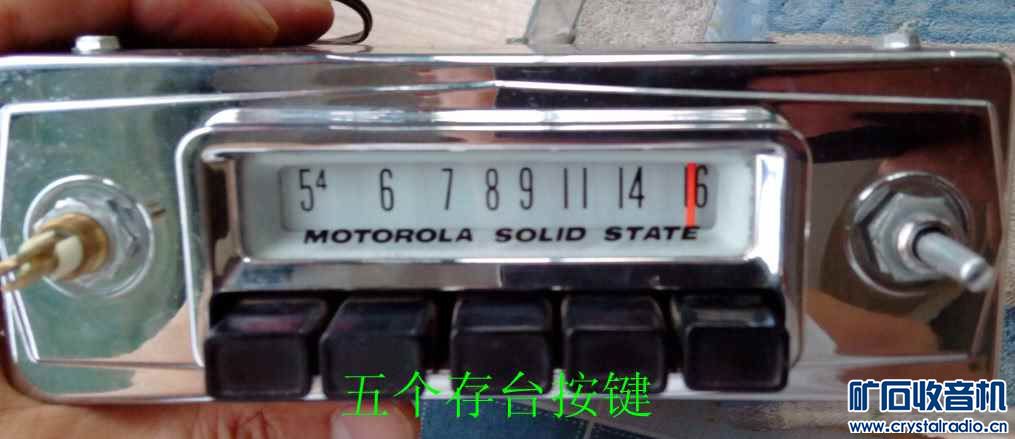 5⁴ 6 7 8 9 11 14 16
MOTOROLA SOLID STATE
五个存台按键
矿石收音机
www.crystalradio.cn